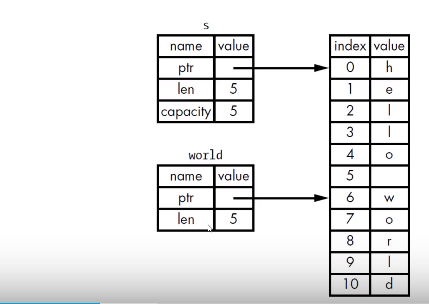 s
name value
ptr
len 5
capacity 5
world
name value
ptr
len 5
index value
0 h
1 e
2 l
3 l
4 o
5
6 w
7 o
8 r
9 l
10 d